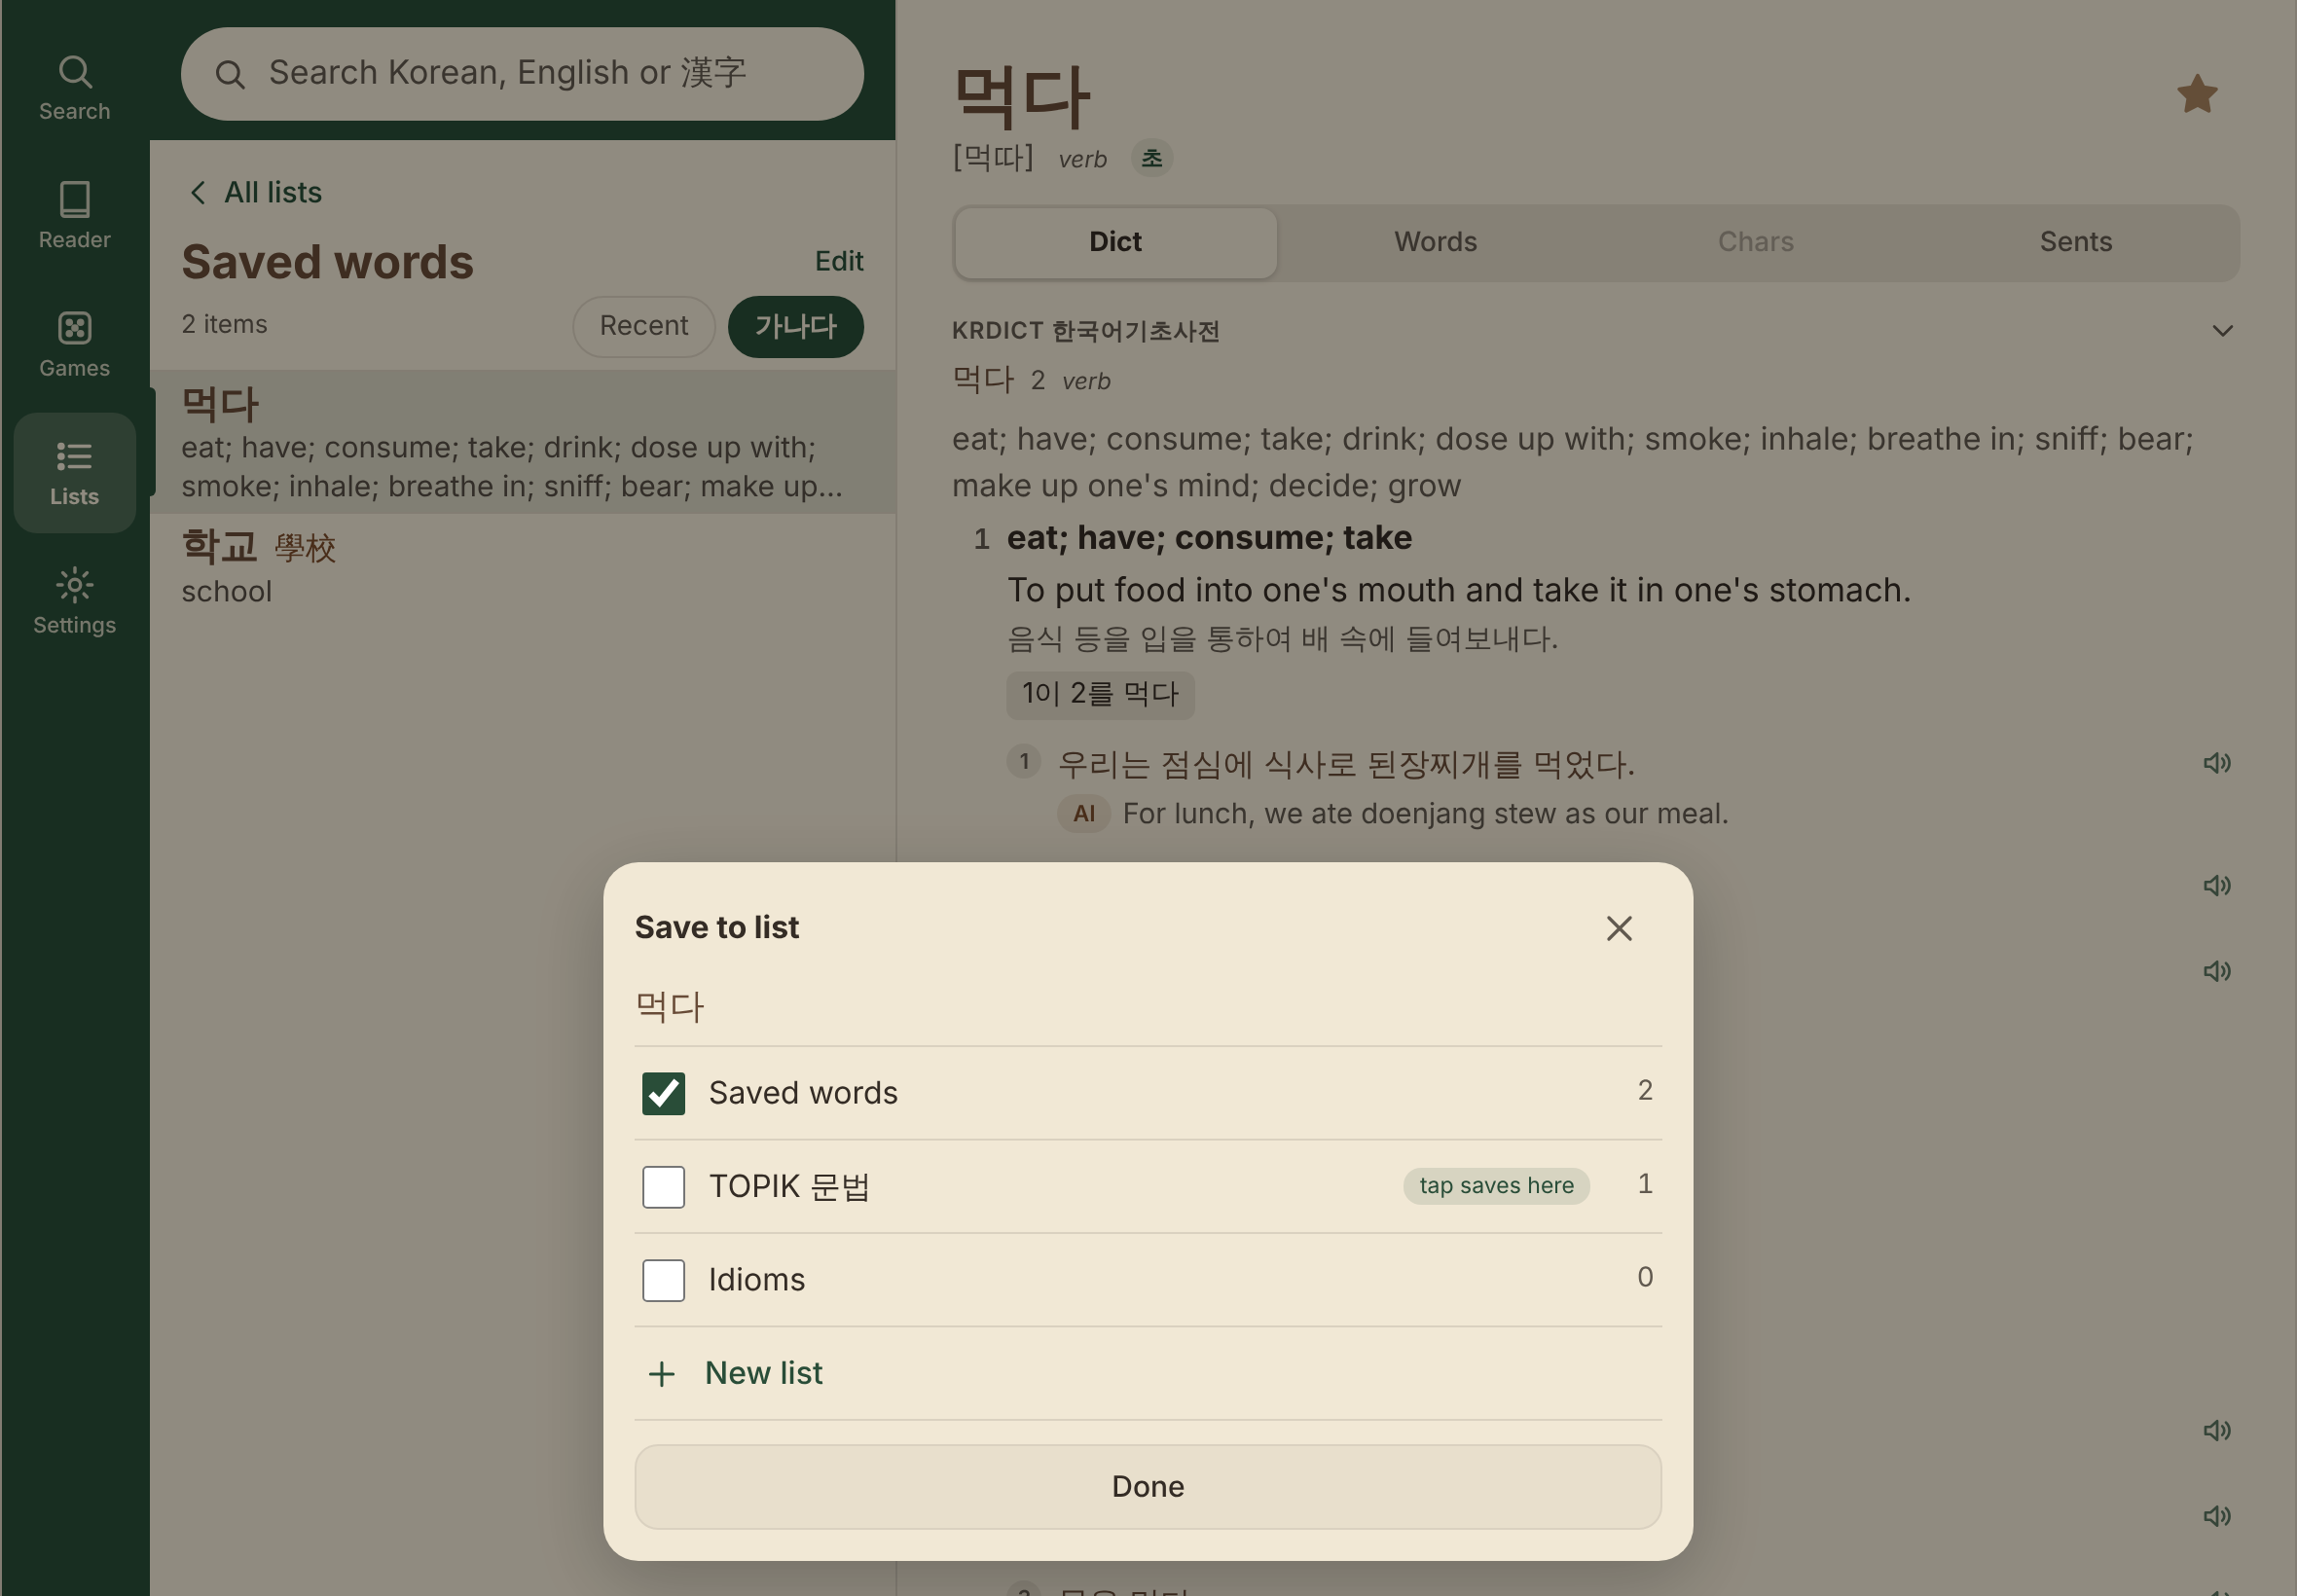 Search
Reader
Games
Lists
Settings
Search Korean, English or 漢字
All lists
Saved words
Edit
2 items
Recent
가나다
먹다
eat; have; consume; take; drink; dose up with;
smoke; inhale; breathe in; sniff; bear; make up...
학교 學校
school
먹다
[먹따] verb 초
Dict
Words
Chars
Sents
KRDICT 한국어기초사전
먹다 2 verb
eat; have; consume; take; drink; dose up with; smoke; inhale; breathe in; sniff; bear;
make up one's mind; decide; grow
1 eat; have; consume; take
To put food into one's mouth and take it in one's stomach.
음식 등을 입을 통하여 배 속에 들여보내다.
1이 2를 먹다
1 우리는 점심에 식사로 된장찌개를 먹었다.
AI For lunch, we ate doenjang stew as our meal.
Save to list
먹다
Saved words 2
TOPIK 문법 tap saves here 1
Idioms 0
New list
Done